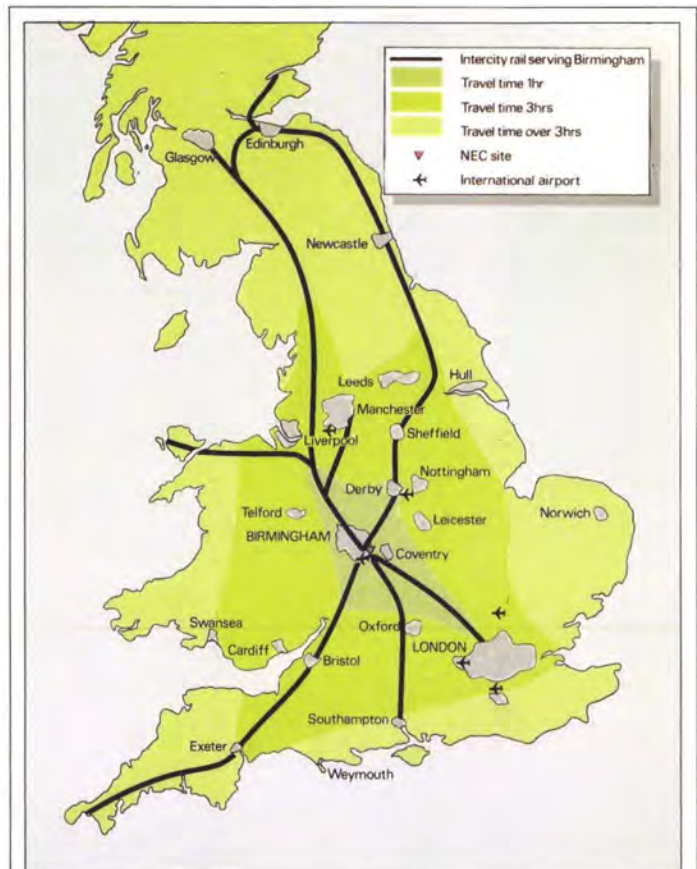 Intercity rail serving Birmingham
Travel time 1hr
Travel time 3hrs
Travel time over 3hrs
NEC site
International airport
Edinburgh
Glasgow
Newcastle
Leeds
Hull
Manchester
Liverpool
Sheffield
Nottingham
Derby
Telford
Leicester
Norwich
BIRMINGHAM
Coventry
Swansea
Oxford
Cardiff
LONDON
Bristol
Southampton
Exeter
Weymouth